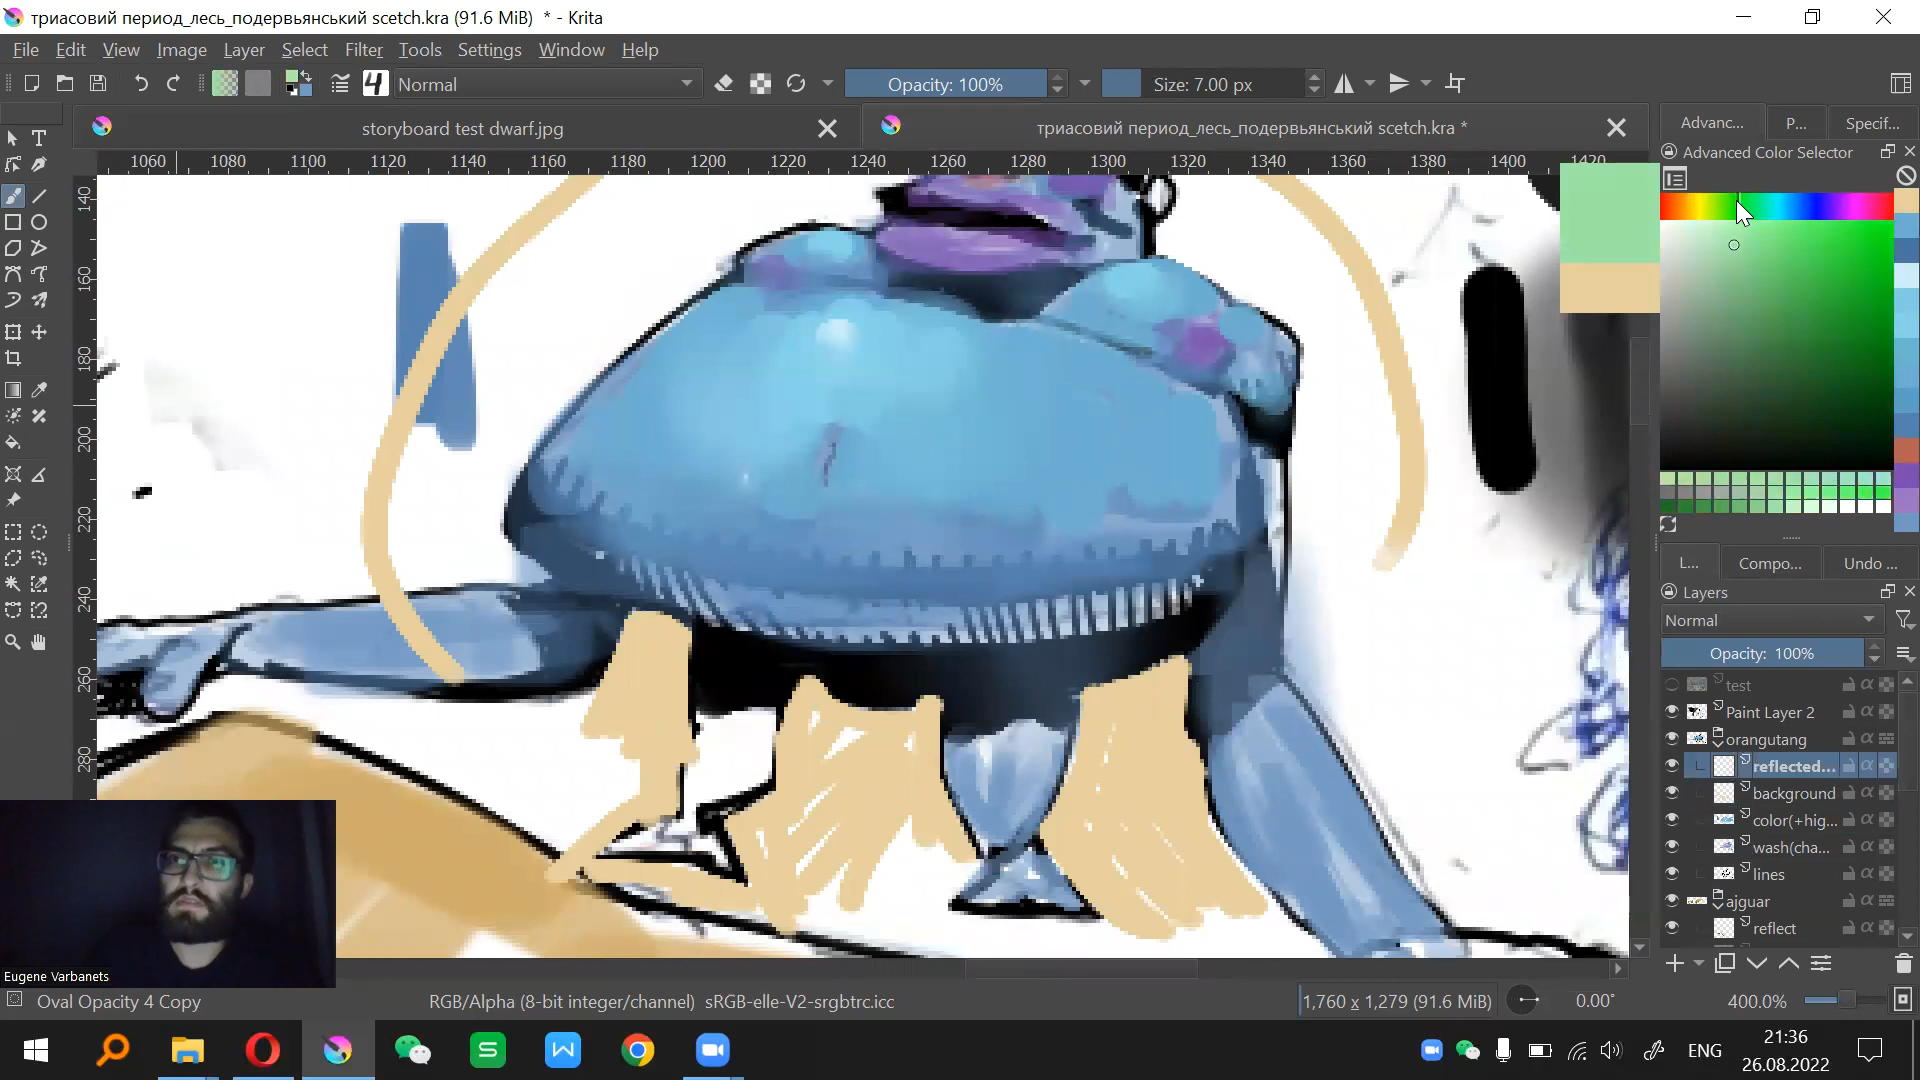 триасовий период_лесь_подервьянський scetch.kra (91.6 MiB) * - Krita
File Edit View Image Layer Select Filter Tools Settings Window Help
Normal
Opacity: 100%
Size: 7.00 px
storyboard test dwarf.jpg
триасовий период_лесь_подервьянський scetch.kra *
Advanc...
P...
Specif...
Advanced Color Selector
1060 1080 1100 1120 1140 1160 1180 1200 1220 1240 1260 1280 1300 1320 1340 1360 1380 1400 1420
140
160
180
200
220
240
260
280
L...
Compo...
Undo ...
Layers
Normal
Opacity: 100%
test
Paint Layer 2
orangutang
reflected...
background
color(+hig...
wash(cha...
lines
ajguar
reflect
Eugene Varbanets
Oval Opacity 4 Copy
RGB/Alpha (8-bit integer/channel) sRGB-elle-V2-srgbtrc.icc
1,760 x 1,279 (91.6 MiB)
0.00°
400.0%
ENG
21:36
26.08.2022